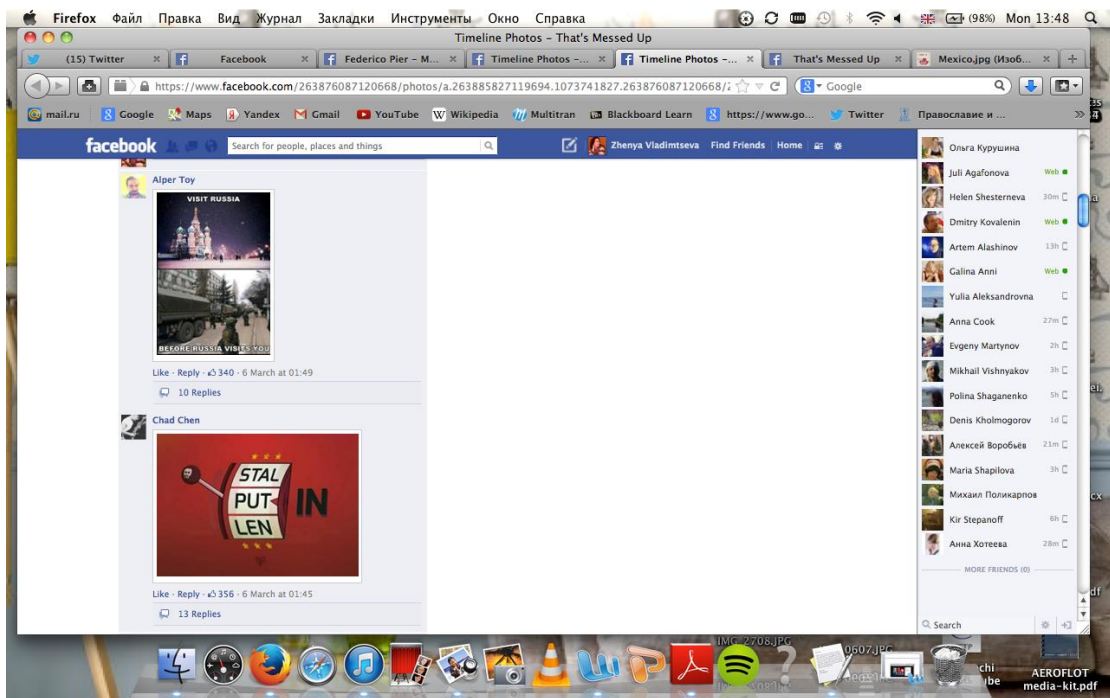 Firefox Файл Правка Вид Журнал Закладки Инструменты Окно Справка (98%) Mon 13:48
Timeline Photos – That's Messed Up
(15) Twitter Facebook Federico Pier – M... Timeline Photos –... Timeline Photos –... That's Messed Up Mexico.jpg (Изоб...
https://www.facebook.com/263876087120668/photos/a.263885827119694.1073741827.263876087120668/ Google
mail.ru Google Maps Yandex Gmail YouTube Wikipedia Multitran Blackboard Learn https://www.go... Twitter Православие и ...
facebook Search for people, places and things Zhenya Vladimtseva Find Friends Home
Alper Toy
VISIT RUSSIA
BEFORE RUSSIA VISITS YOU
Like · Reply · 340 · 6 March at 01:49
10 Replies
Chad Chen
STAL
PUT IN
LEN
Like · Reply · 356 · 6 March at 01:45
13 Replies
Ольга Курушина
Juli Agafonova Web
Helen Shesterneva 30m
Dmitry Kovalenin Web
Artem Alashinov 13h
Galina Anni Web
Yulia Aleksandrovna
Anna Cook 27m
Evgeny Martynov 2h
Mikhail Vishnyakov 3h
Polina Shaganenko 5h
Denis Kholmogorov 1d
Алексей Воробьёв 21m
Maria Shapilova 3h
Михаил Поликарпов
Kir Stepanoff 6h
Анна Хотеева 28m
MORE FRIENDS (0)
Search
IMG_2708.JPG
0607.JPG
AEROFLOT
media-kit.pdf